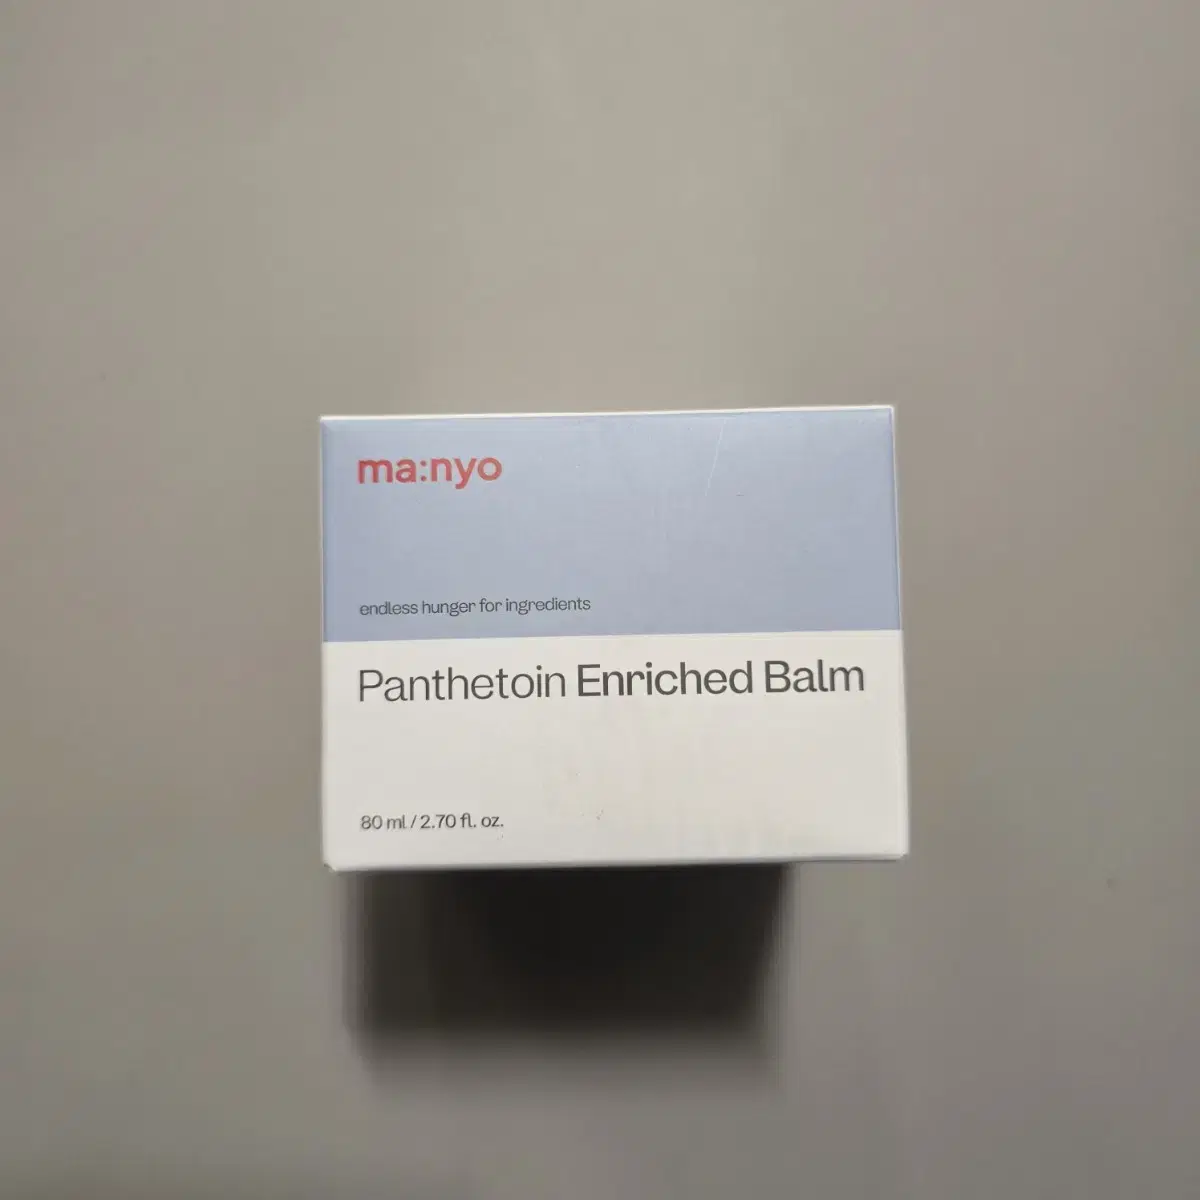 ma:nyo
endless hunger for ingredients
Panthetoin Enriched Balm
80 ml / 2.70 fl. oz.